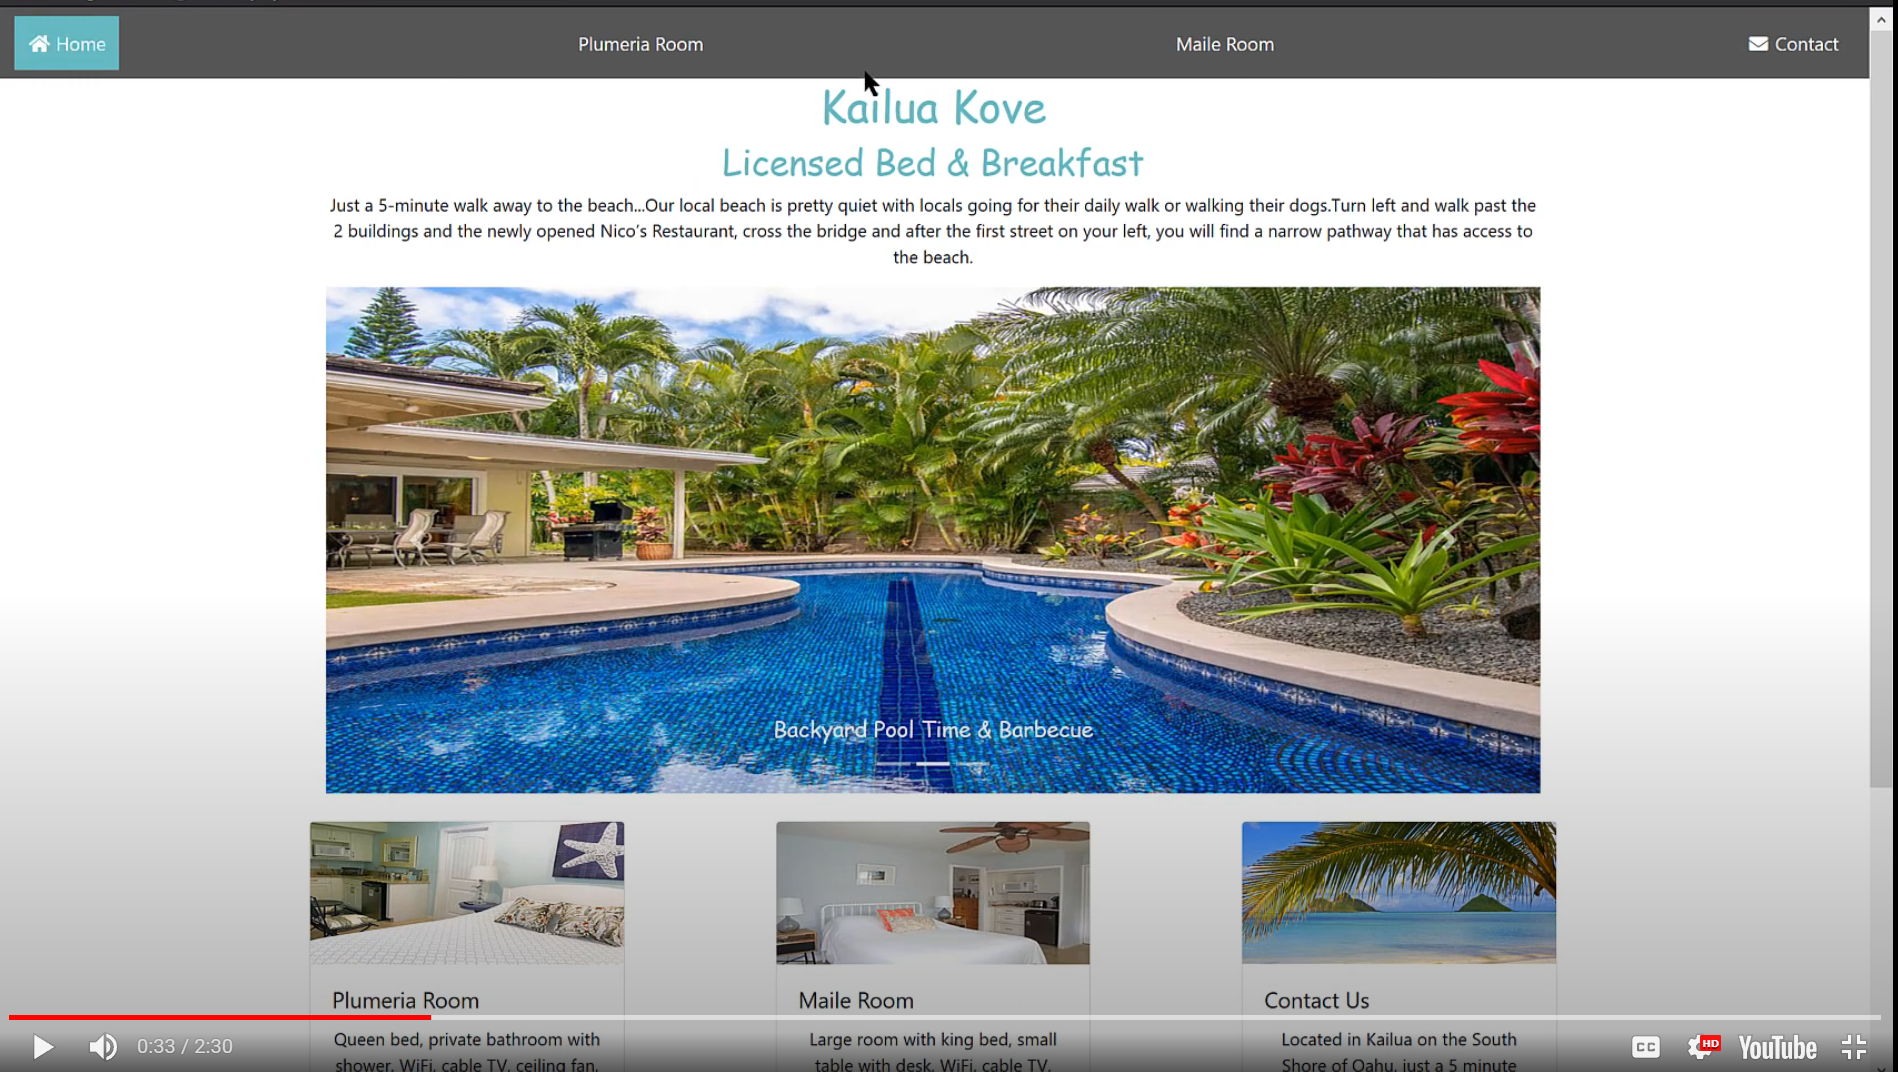 Home Plumeria Room Maile Room Contact
Kailua Kove
Licensed Bed & Breakfast
Just a 5-minute walk away to the beach...Our local beach is pretty quiet with locals going for their daily walk or walking their dogs.Turn left and walk past the
2 buildings and the newly opened Nico's Restaurant, cross the bridge and after the first street on your left, you will find a narrow pathway that has access to
the beach.
Backyard Pool Time & Barbecue
Plumeria Room
Queen bed, private bathroom with
shower, WiFi, cable TV, ceiling fan,
Maile Room
Large room with king bed, small
table with desk, WiFi, cable TV,
Contact Us
Located in Kailua on the South
Shore of Oahu, just a 5 minute
0:33 / 2:30 CC HD YouTube